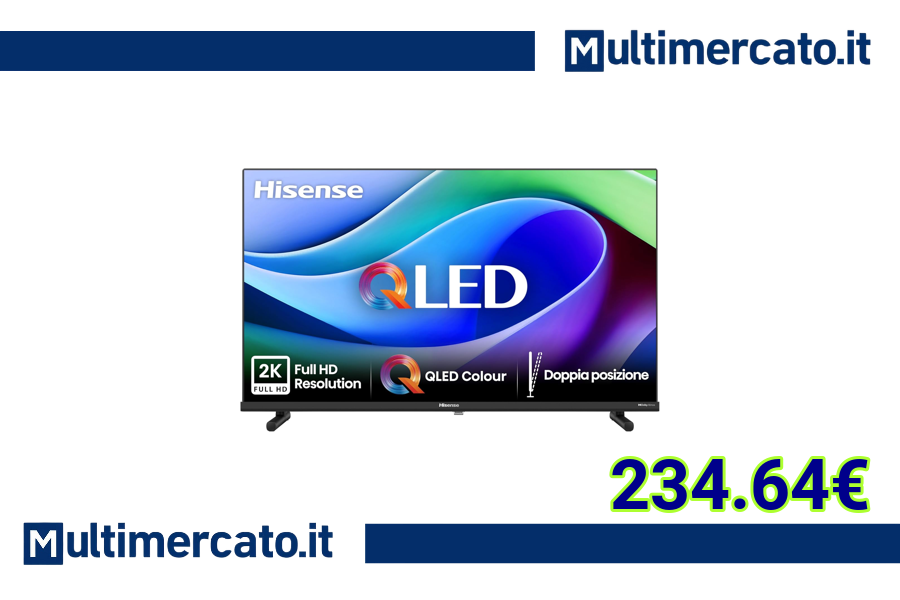 Multimercato.it
Hisense
QLED
2K
FULL HD
Full HD
Resolution
QLED Colour
Doppia posizione
Hisense
234.64€
Multimercato.it